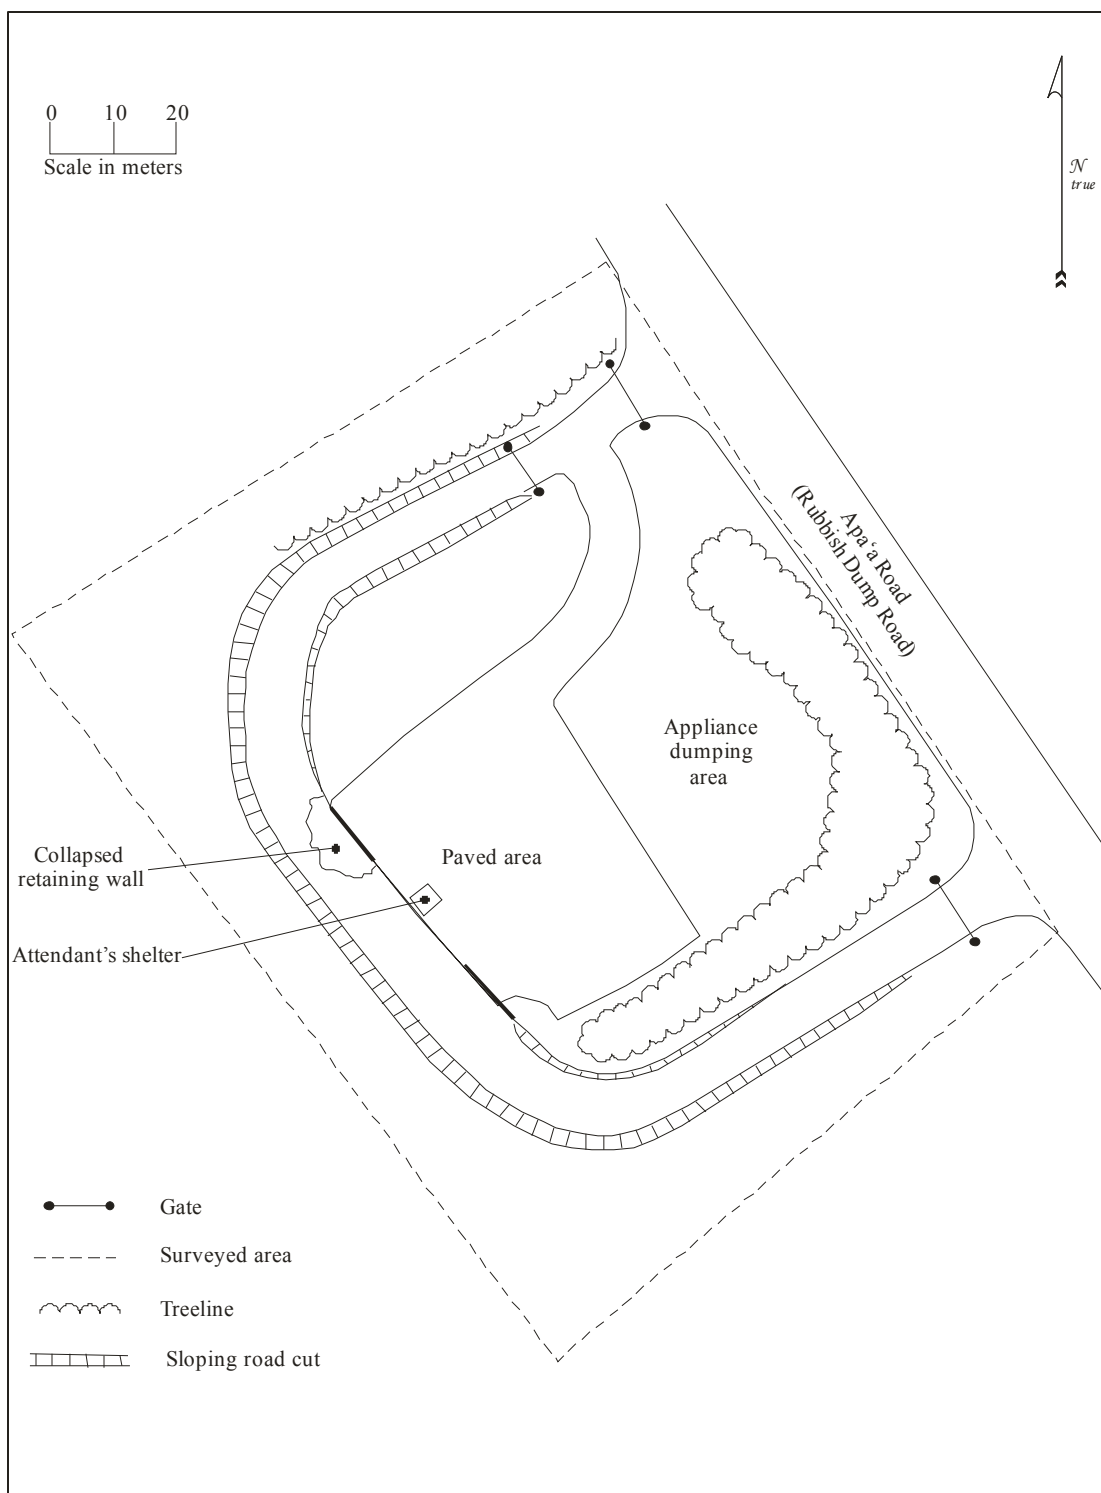 0 10 20
Scale in meters
N
true
Apaʻa Road
(Rubbish Dump Road)
Appliance
dumping
area
Collapsed
retaining wall
Paved area
Attendant's shelter
Gate
Surveyed area
Treeline
Sloping road cut